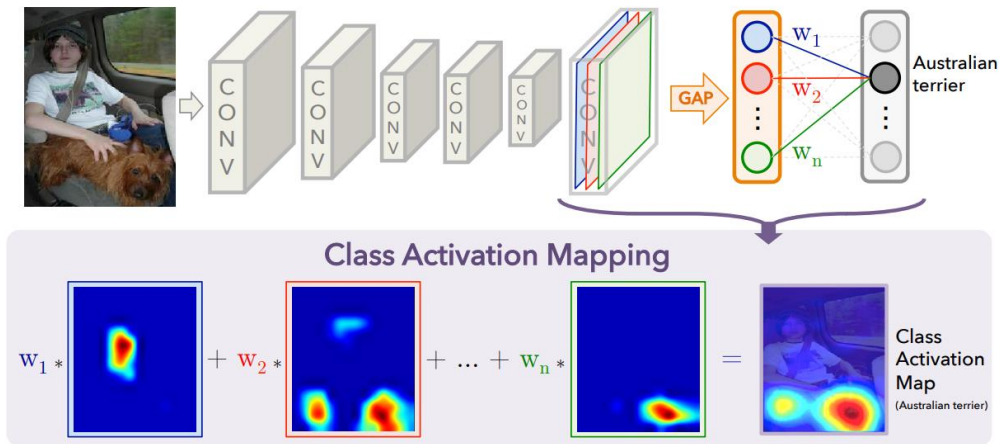 CONV
CONV
CONV
CONV
CONV
CONV
GAP
w1
w2
⋮
wn
⋮
Australian
terrier
Class Activation Mapping
w1 * + w2 * + ... + wn * =
Class
Activation
Map
(Australian terrier)